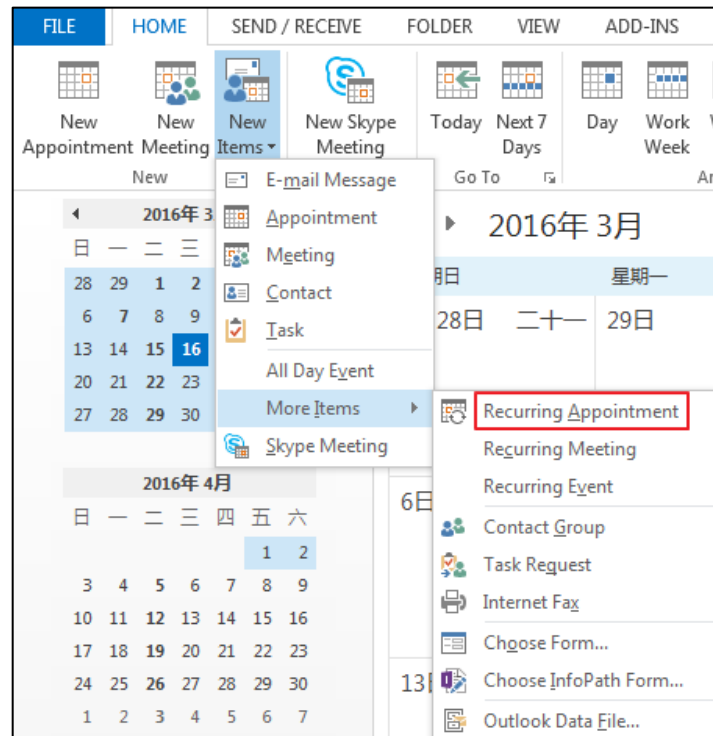 FILE HOME SEND / RECEIVE FOLDER VIEW ADD-INS
New Appointment
New Meeting
New Items
New Skype Meeting
Today
Next 7 Days
Day
Work Week
New
Go To
E-mail Message
Appointment
Meeting
Contact
Task
All Day Event
More Items
Skype Meeting
Recurring Appointment
Recurring Meeting
Recurring Event
Contact Group
Task Request
Internet Fax
Choose Form...
Choose InfoPath Form...
Outlook Data File...
2016年 3
日 一 二 三
28 29 1 2
6 7 8 9
13 14 15 16
20 21 22 23
27 28 29 30
2016年 4月
日 一 二 三 四 五 六
1 2
3 4 5 6 7 8 9
10 11 12 13 14 15 16
17 18 19 20 21 22 23
24 25 26 27 28 29 30
1 2 3 4 5 6 7
2016年 3月
期日 星期一
28日 二十一 29日
6日
13